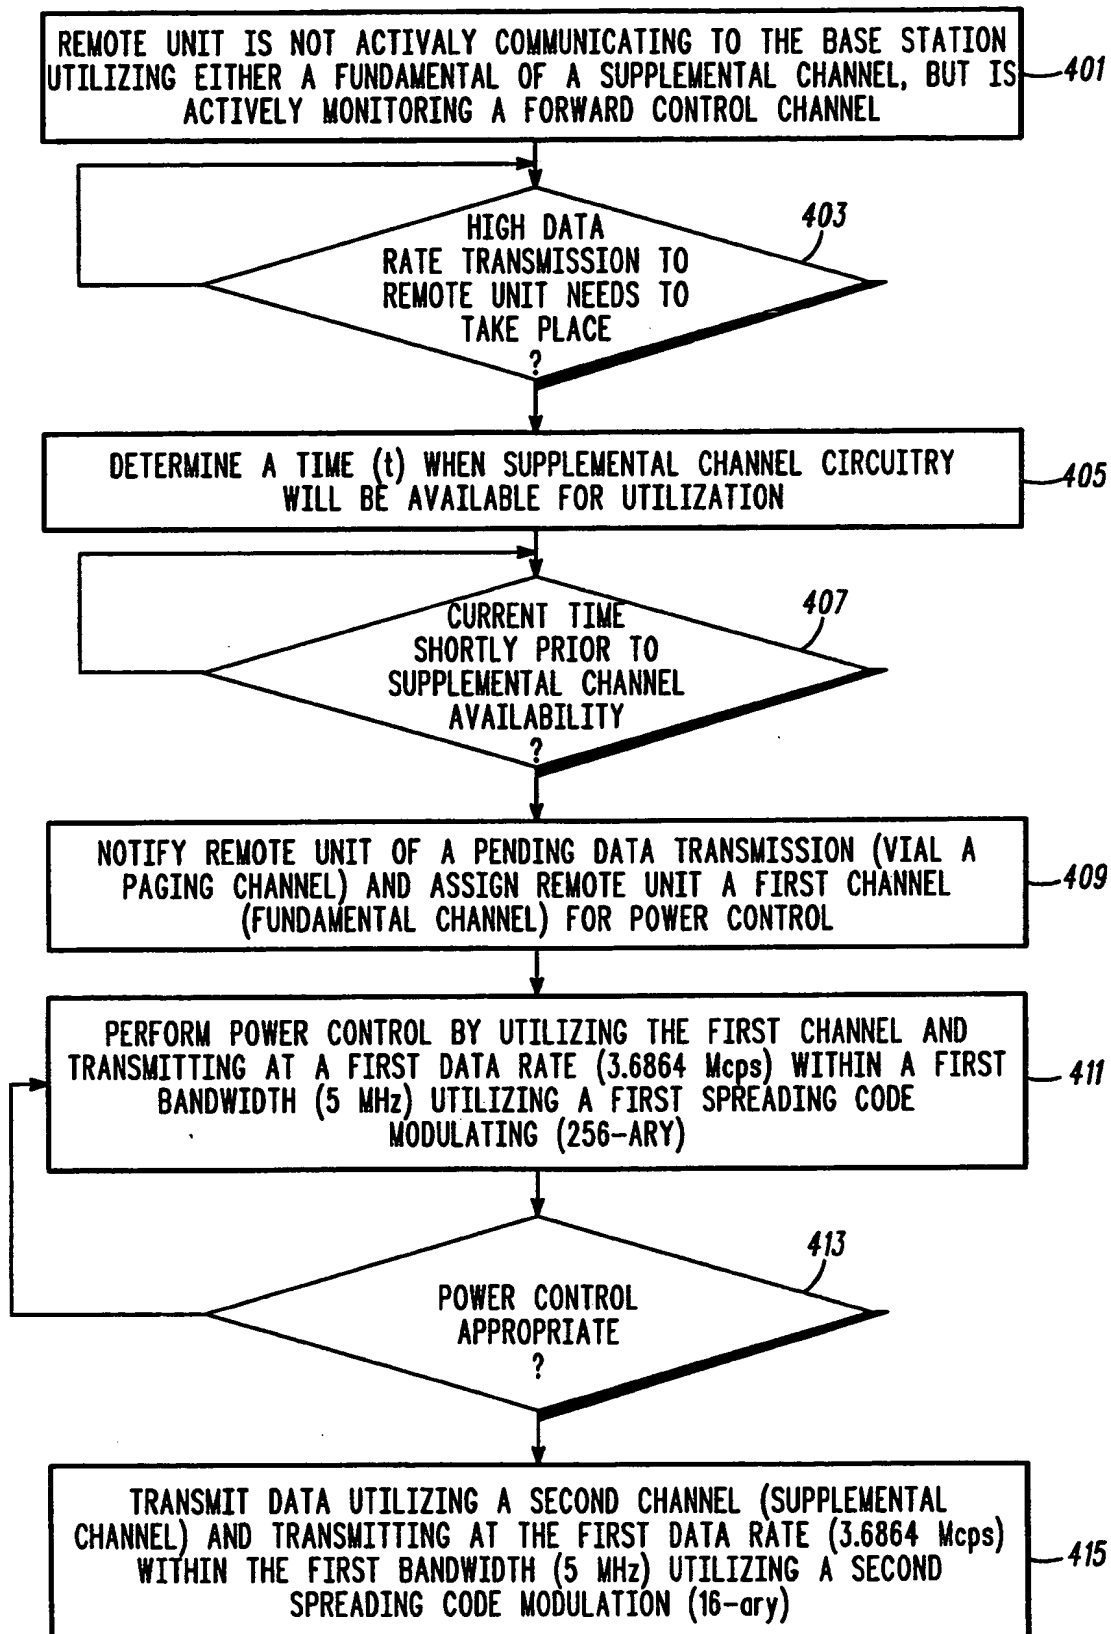 REMOTE UNIT IS NOT ACTIVALY COMMUNICATING TO THE BASE STATION
UTILIZING EITHER A FUNDAMENTAL OF A SUPPLEMENTAL CHANNEL, BUT IS
ACTIVELY MONITORING A FORWARD CONTROL CHANNEL
401
HIGH DATA
RATE TRANSMISSION TO
REMOTE UNIT NEEDS TO
TAKE PLACE
?
403
DETERMINE A TIME (t) WHEN SUPPLEMENTAL CHANNEL CIRCUITRY
WILL BE AVAILABLE FOR UTILIZATION
405
CURRENT TIME
SHORTLY PRIOR TO
SUPPLEMENTAL CHANNEL
AVAILABILITY
?
407
NOTIFY REMOTE UNIT OF A PENDING DATA TRANSMISSION (VIAL A
PAGING CHANNEL) AND ASSIGN REMOTE UNIT A FIRST CHANNEL
(FUNDAMENTAL CHANNEL) FOR POWER CONTROL
409
PERFORM POWER CONTROL BY UTILIZING THE FIRST CHANNEL AND
TRANSMITTING AT A FIRST DATA RATE (3.6864 Mcps) WITHIN A FIRST
BANDWIDTH (5 MHz) UTILIZING A FIRST SPREADING CODE
MODULATING (256-ARY)
411
POWER CONTROL
APPROPRIATE
?
413
TRANSMIT DATA UTILIZING A SECOND CHANNEL (SUPPLEMENTAL
CHANNEL) AND TRANSMITTING AT THE FIRST DATA RATE (3.6864 Mcps)
WITHIN THE FIRST BANDWIDTH (5 MHz) UTILIZING A SECOND
SPREADING CODE MODULATION (16-ary)
415